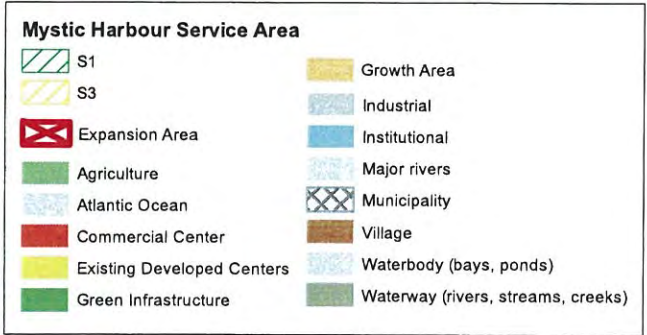 Mystic Harbour Service Area
S1
S3
Expansion Area
Agriculture
Atlantic Ocean
Commercial Center
Existing Developed Centers
Green Infrastructure
Growth Area
Industrial
Institutional
Major rivers
Municipality
Village
Waterbody (bays, ponds)
Waterway (rivers, streams, creeks)